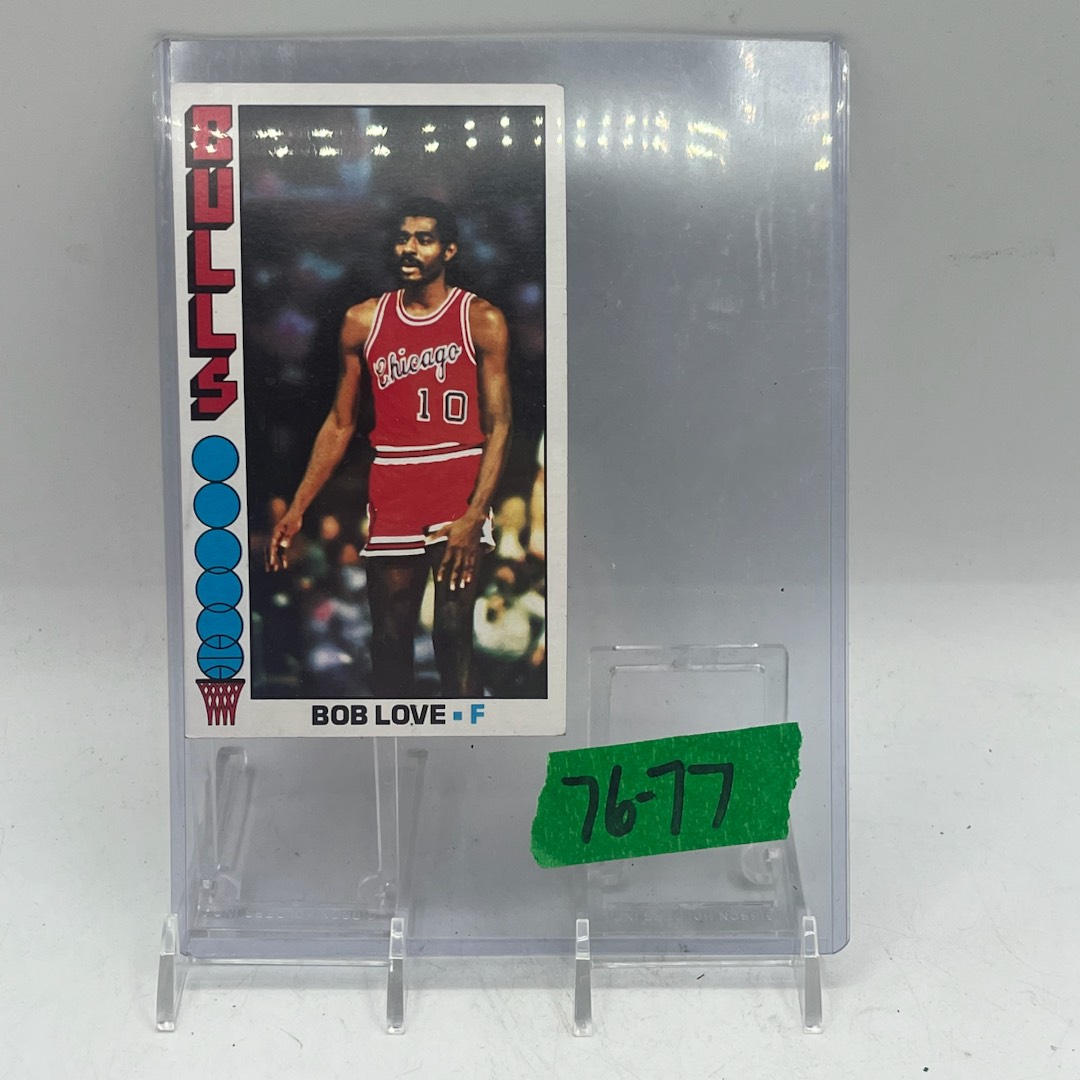 BULLS
Chicago
10
BOB LOVE ▪ F
76-77